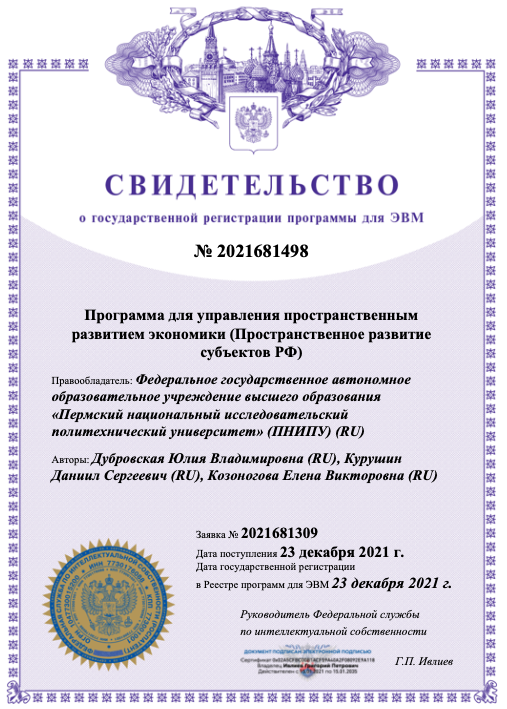 СВИДЕТЕЛЬСТВО
о государственной регистрации программы для ЭВМ
№ 2021681498
Программа для управления пространственным
развитием экономики (Пространственное развитие
субъектов РФ)
Правообладатель: Федеральное государственное автономное
образовательное учреждение высшего образования
«Пермский национальный исследовательский
политехнический университет» (ПНИПУ) (RU)
Авторы: Дубровская Юлия Владимировна (RU), Курушин
Даниил Сергеевич (RU), Козоногова Елена Викторовна (RU)
Заявка № 2021681309
Дата поступления 23 декабря 2021 г.
Дата государственной регистрации
в Реестре программ для ЭВМ 23 декабря 2021 г.
Руководитель Федеральной службы
по интеллектуальной собственности
ДОКУМЕНТ ПОДПИСАН ЭЛЕКТРОННОЙ ПОДПИСЬЮ
Сертификат
Владелец Ивлиев Григорий Петрович
Действителен с по
Г.П. Ивлиев
ФЕДЕРАЛЬНАЯ СЛУЖБА ПО ИНТЕЛЛЕКТУАЛЬНОЙ СОБСТВЕННОСТИ